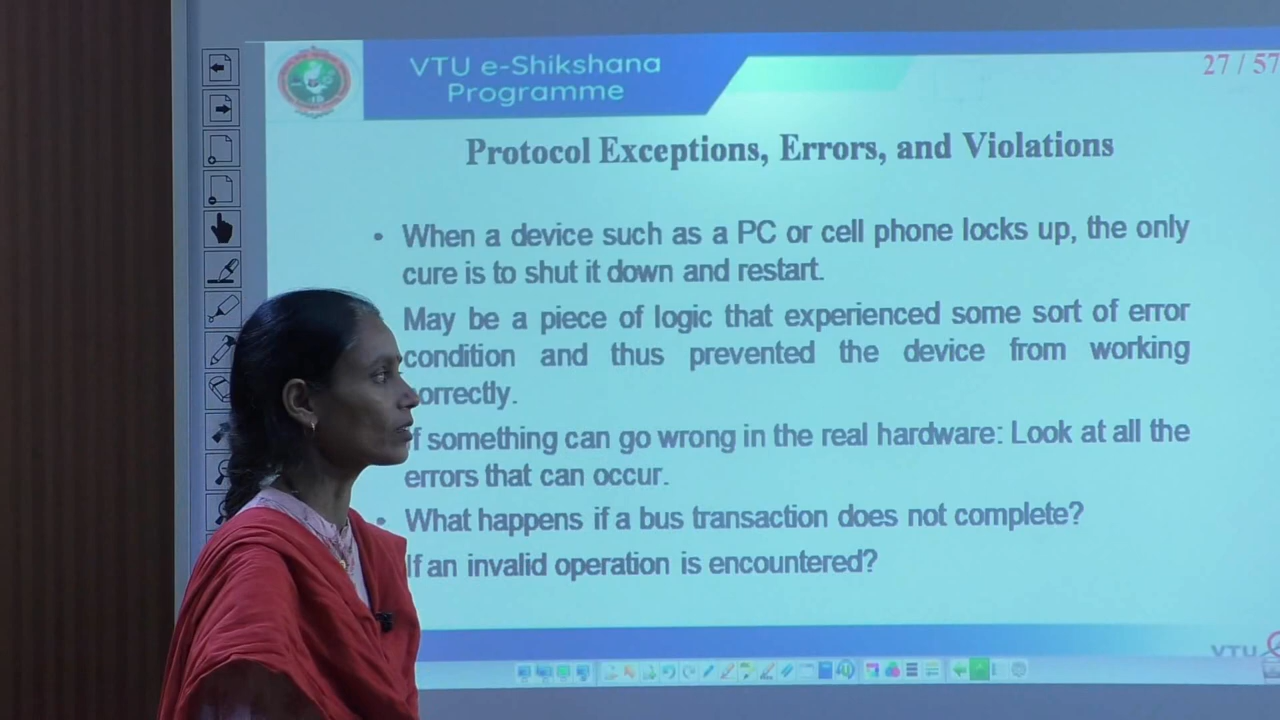 VTU e-Shikshana
Programme
27 / 57
Protocol Exceptions, Errors, and Violations
• When a device such as a PC or cell phone locks up, the only
cure is to shut it down and restart.
May be a piece of logic that experienced some sort of error
condition and thus prevented the device from working
orrectly.
f something can go wrong in the real hardware: Look at all the
errors that can occur.
• What happens if a bus transaction does not complete?
If an invalid operation is encountered?
VTU